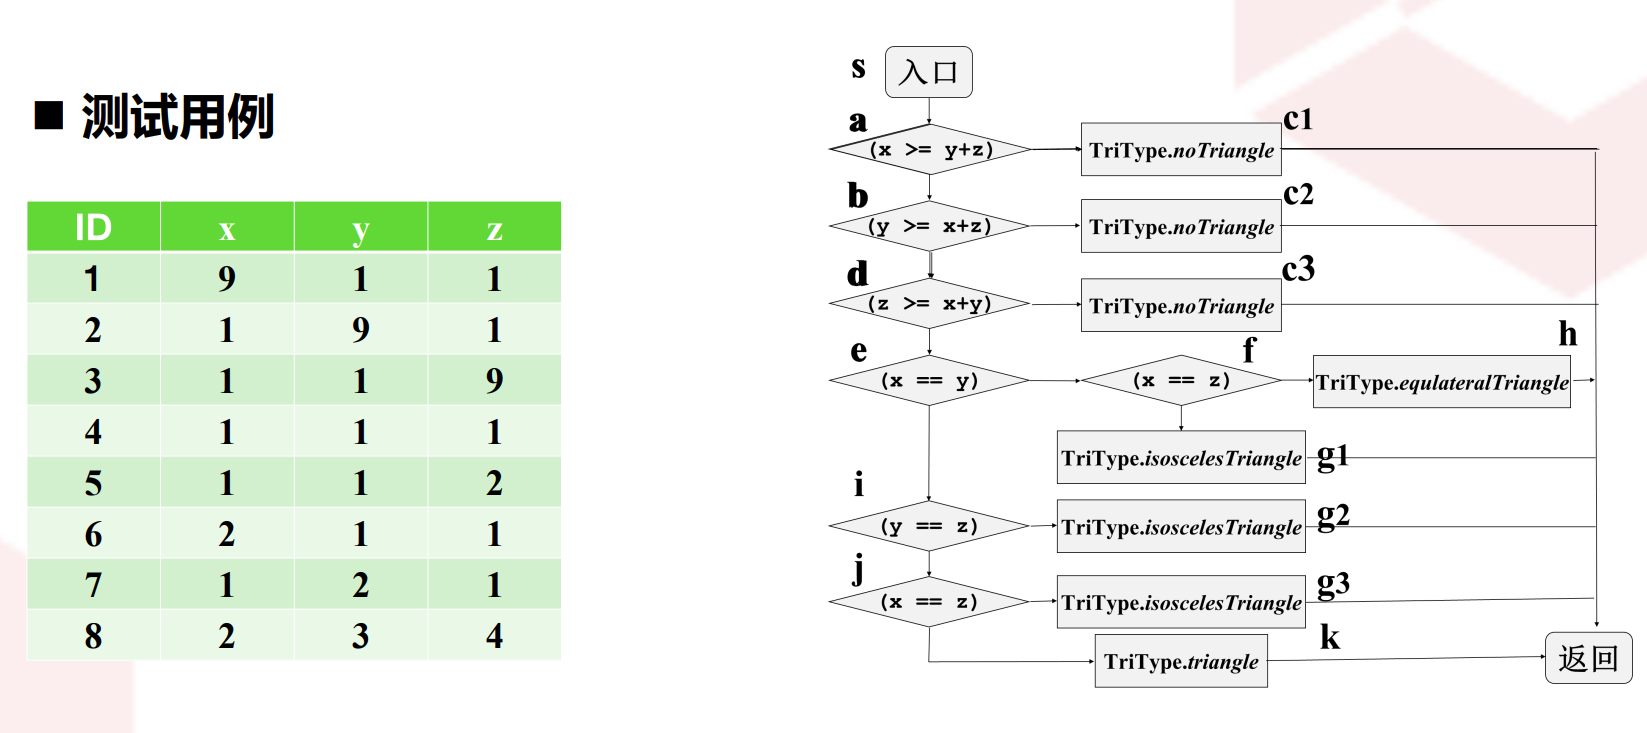 ■ 测试用例
ID x y z
1 9 1 1
2 1 9 1
3 1 1 9
4 1 1 1
5 1 1 2
6 2 1 1
7 1 2 1
8 2 3 4
s 入口
a (x >= y+z) TriType.noTriangle c1
b (y >= x+z) TriType.noTriangle c2
d (z >= x+y) TriType.noTriangle c3
e (x == y) f (x == z) h TriType.equlateralTriangle
TriType.isoscelesTriangle g1
i (y == z) TriType.isoscelesTriangle g2
j (x == z) TriType.isoscelesTriangle g3
TriType.triangle k 返回